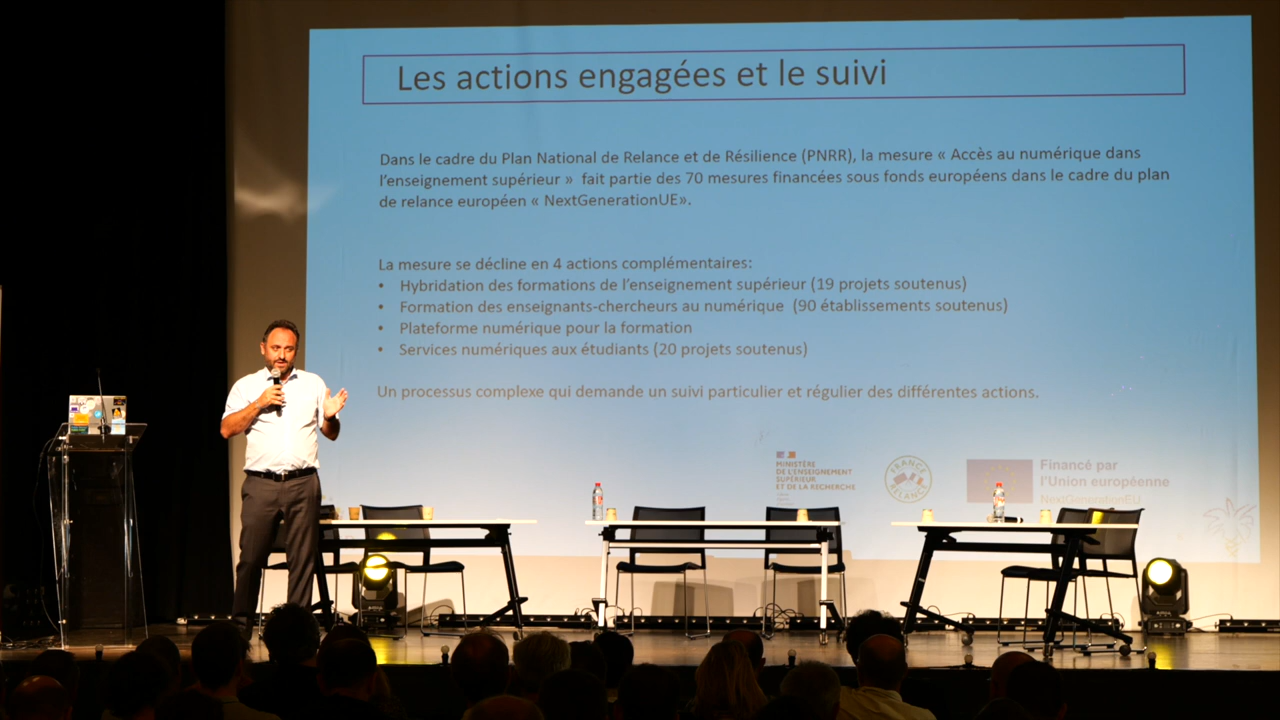 Les actions engagées et le suivi
Dans le cadre du Plan National de Relance et de Résilience (PNRR), la mesure « Accès au numérique dans
l’enseignement supérieur »  fait partie des 70 mesures financées sous fonds européens dans le cadre du plan
de relance européen « NextGenerationUE».
La mesure se décline en 4 actions complémentaires:
• Hybridation des formations de l’enseignement supérieur (19 projets soutenus)
• Formation des enseignants-chercheurs au numérique  (90 établissements soutenus)
• Plateforme numérique pour la formation
• Services numériques aux étudiants (20 projets soutenus)
Un processus complexe qui demande un suivi particulier et régulier des différentes actions.
MINISTÈRE
DE L'ENSEIGNEMENT
SUPÉRIEUR
ET DE LA RECHERCHE
FRANCE
RELANCE
Financé par
l'Union européenne
NextGenerationEU